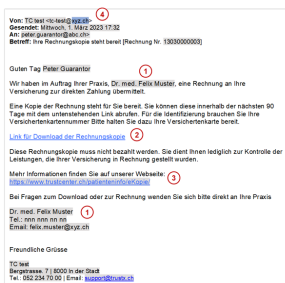 Von: TC test <tc-test@xyz.ch> 4
Gesendet: Mittwoch, 1. März 2023 17:32
An: peter.guarantor@abc.ch>
Betreff: Ihre Rechnungskopie steht bereit [Rechnung Nr. 13030000003]
Guten Tag Peter Guarantor
1
Wir haben im Auftrag Ihrer Praxis, Dr. med. Felix Muster, eine Rechnung an Ihre
Versicherung zur direkten Zahlung übermittelt.
Eine Kopie der Rechnung steht für Sie bereit. Sie können diese innerhalb der nächsten 90
Tage mit dem untenstehenden Link abrufen. Für die Identifizierung brauchen Sie Ihre
Versichertenkartennummer Bitte halten Sie dazu Ihre Versichertenkarte bereit.
Link für Download der Rechnungskopie 2
Diese Rechnungskopie muss nicht bezahlt werden. Sie dient Ihnen lediglich zur Kontrolle der
Leistungen, die Ihrer Versicherung in Rechnung gestellt wurden.
Mehr Informationen finden Sie auf unserer Webseite:
https://www.trustcenter.ch/patienteninfo/eKopie/ 3
Bei Fragen zum Download oder zur Rechnung wenden Sie sich bitte direkt an Ihre Praxis
Dr. med. Felix Muster 1
Tel.: nnn nnn nn nn
Email: felix.muster@xyz.ch
Freundliche Grüsse
TC test
Bergstrasse. 7 | 8000 In der Stadt
Tel.: 052 234 70 00 | Email: support@trustx.ch